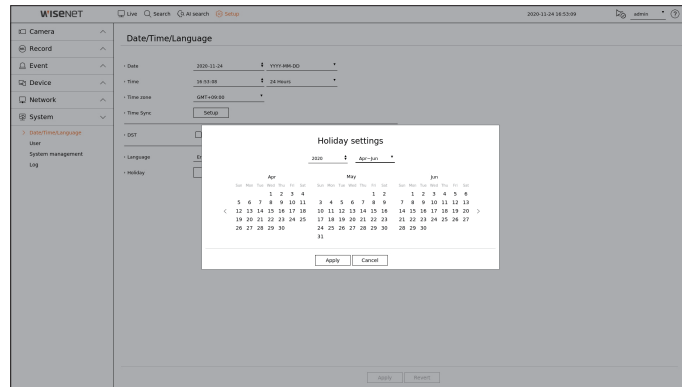 WISENET
Live Search AI search Setup 2020-11-24 16:53:09 admin
Camera
Record
Event
Device
Network
System
Date/Time/Language
User
System management
Log
Date/Time/Language
Date 2020-11-24 YYYY-MM-DD
Time 16:53:08 24 Hours
Time zone GMT+09:00
Time Sync. Setup
DST
Language En
Holiday
Holiday settings
2020 Apr~Jun
Apr May Jun
Sun Mon Tue Wed Thu Fri Sat Sun Mon Tue Wed Thu Fri Sat Sun Mon Tue Wed Thu Fri Sat
1 2 3 4 1 2 1 2 3 4 5 6
5 6 7 8 9 10 11 3 4 5 6 7 8 9 7 8 9 10 11 12 13
< 12 13 14 15 16 17 18 10 11 12 13 14 15 16 14 15 16 17 18 19 20 >
19 20 21 22 23 24 25 17 18 19 20 21 22 23 21 22 23 24 25 26 27
26 27 28 29 30 24 25 26 27 28 29 30 28 29 30
31
Apply Cancel
Apply Revert